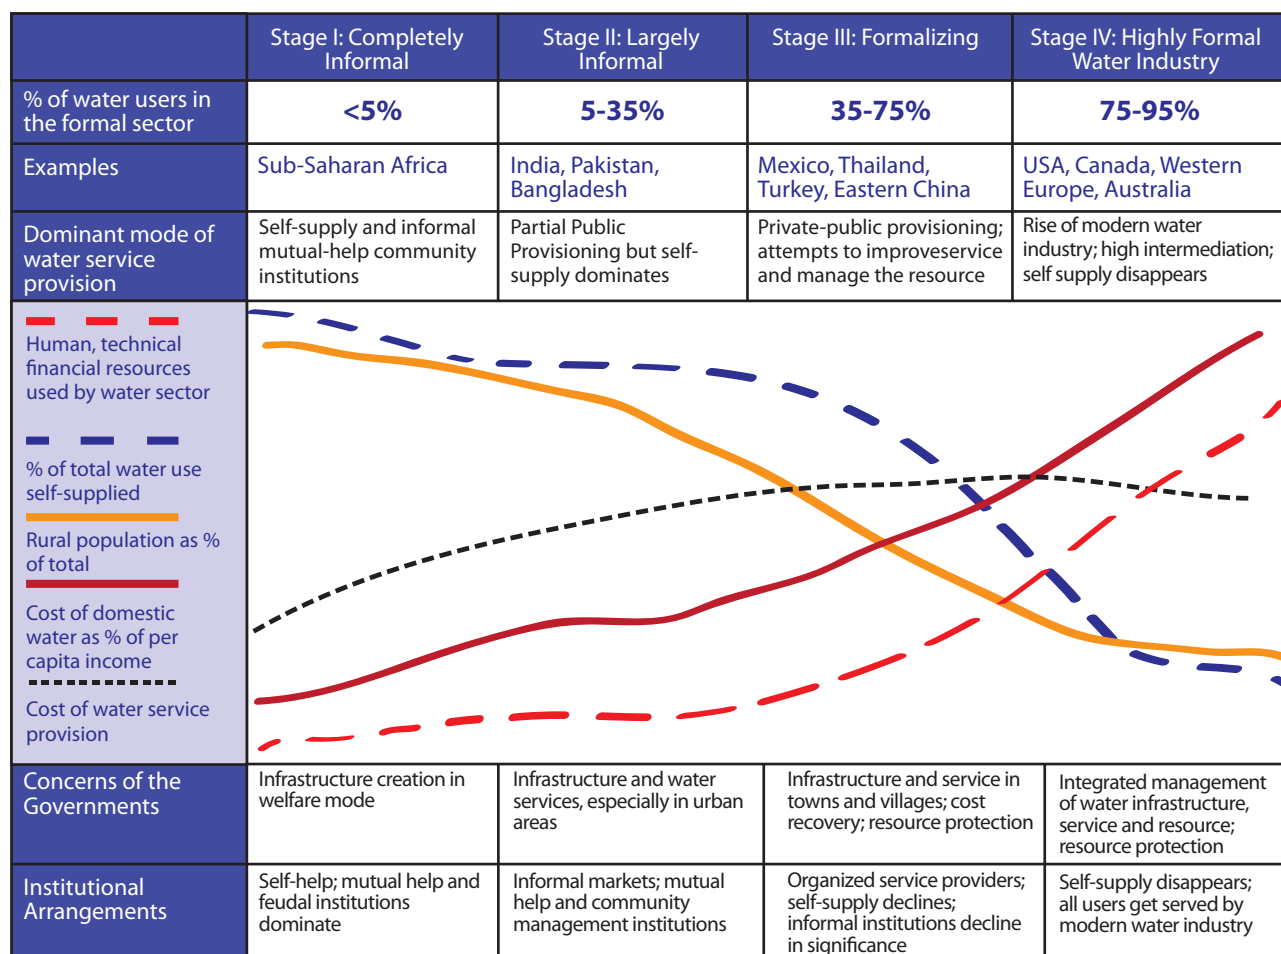 Stage I: Completely
Informal
Stage II: Largely
Informal
Stage III: Formalizing
Stage IV: Highly Formal
Water Industry
% of water users in
the formal sector
<5%
5-35%
35-75%
75-95%
Examples
Sub-Saharan Africa
India, Pakistan,
Bangladesh
Mexico, Thailand,
Turkey, Eastern China
USA, Canada, Western
Europe, Australia
Dominant mode of
water service
provision
Self-supply and informal
mutual-help community
institutions
Partial Public
Provisioning but self-
supply dominates
Private-public provisioning;
attempts to improveservice
and manage the resource
Rise of modern water
industry; high intermediation;
self supply disappears
Human, technical
financial resources
used by water sector
% of total water use
self-supplied
Rural population as %
of total
Cost of domestic
water as % of per
capita income
Cost of water service
provision
Concerns of the
Governments
Infrastructure creation in
welfare mode
Infrastructure and water
services, especially in urban
areas
Infrastructure and service in
towns and villages; cost
recovery; resource protection
Integrated management
of water infrastructure,
service and resource;
resource protection
Institutional
Arrangements
Self-help; mutual help and
feudal institutions
dominate
Informal markets; mutual
help and community
management institutions
Organized service providers;
self-supply declines;
informal institutions decline
in significance
Self-supply disappears;
all users get served by
modern water industry